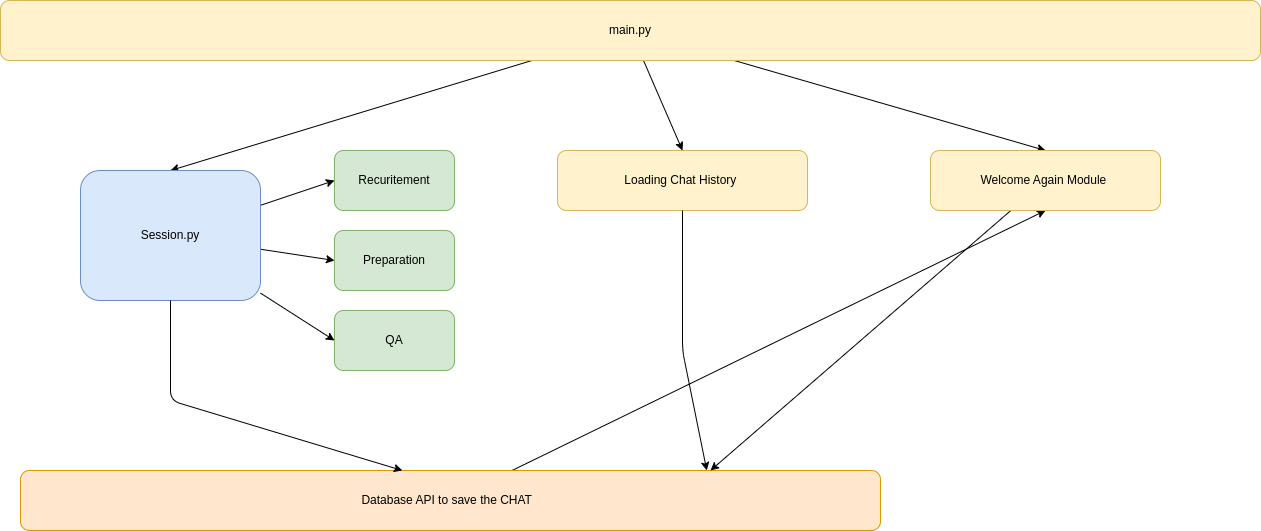 main.py
Recuritement
Loading Chat History
Welcome Again Module
Session.py
Preparation
QA
Database API to save the CHAT